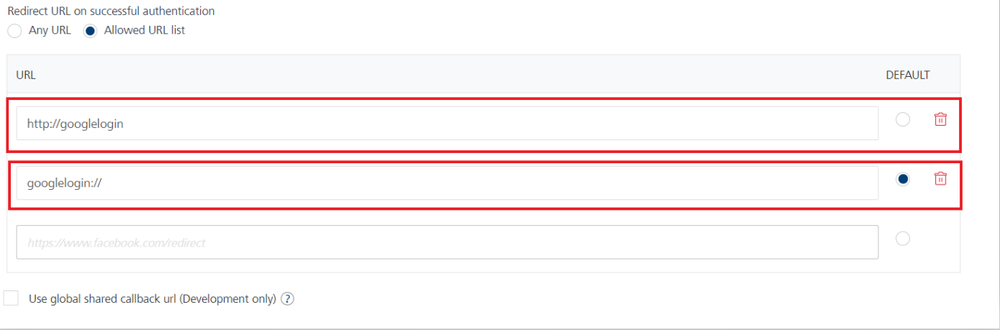 Redirect URL on successful authentication
Any URL Allowed URL list
URL DEFAULT
http://googlelogin
googlelogin://
https://www.facebook.com/redirect
Use global shared callback url (Development only) ?